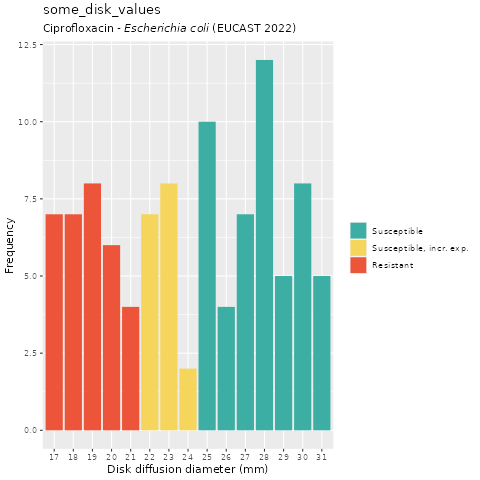 some_disk_values
Ciprofloxacin - Escherichia coli (EUCAST 2022)
Frequency
12.5
10.0
7.5
5.0
2.5
0.0
17 18 19 20 21 22 23 24 25 26 27 28 29 30 31
Disk diffusion diameter (mm)
Susceptible
Susceptible, incr. exp.
Resistant